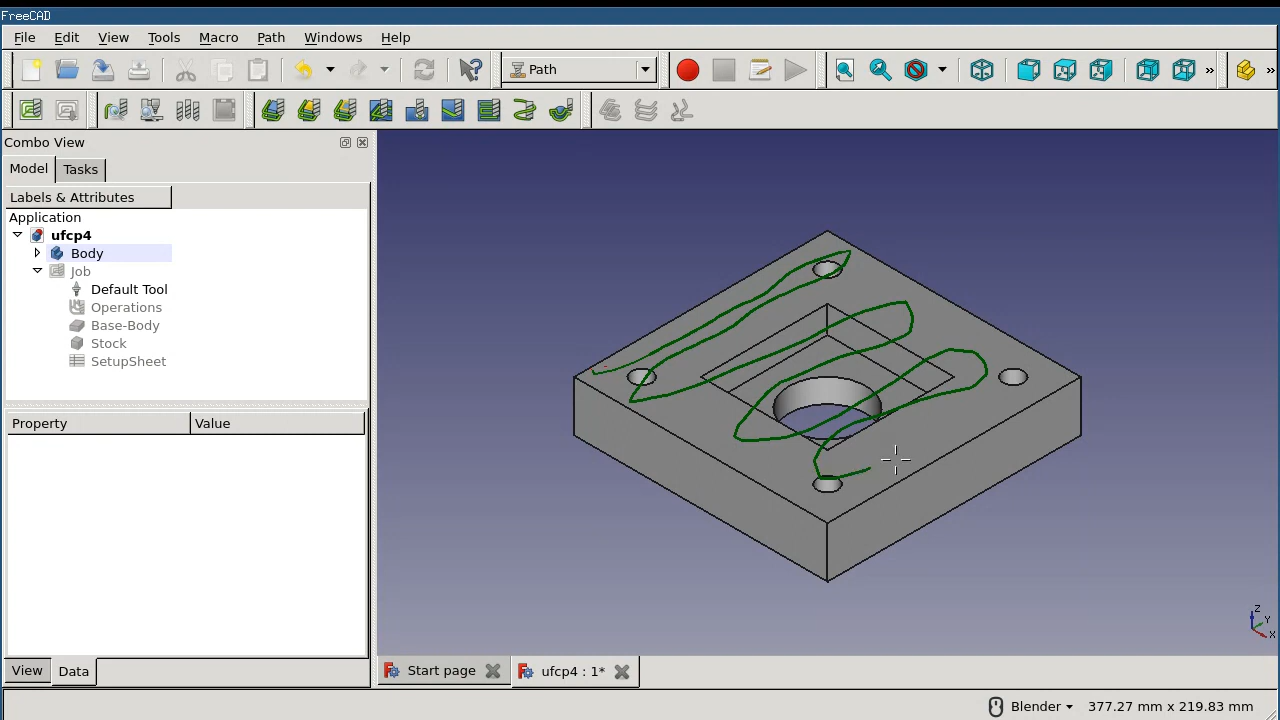 FreeCAD
File Edit View Tools Macro Path Windows Help
Path
»
»
Combo View
Model Tasks
Labels & Attributes
Application
ufcp4
Body
Job
Default Tool
Operations
Base-Body
Stock
SetupSheet
Property Value
Z
Y
X
View Data
Start page ufcp4 : 1*
Blender 377.27 mm x 219.83 mm